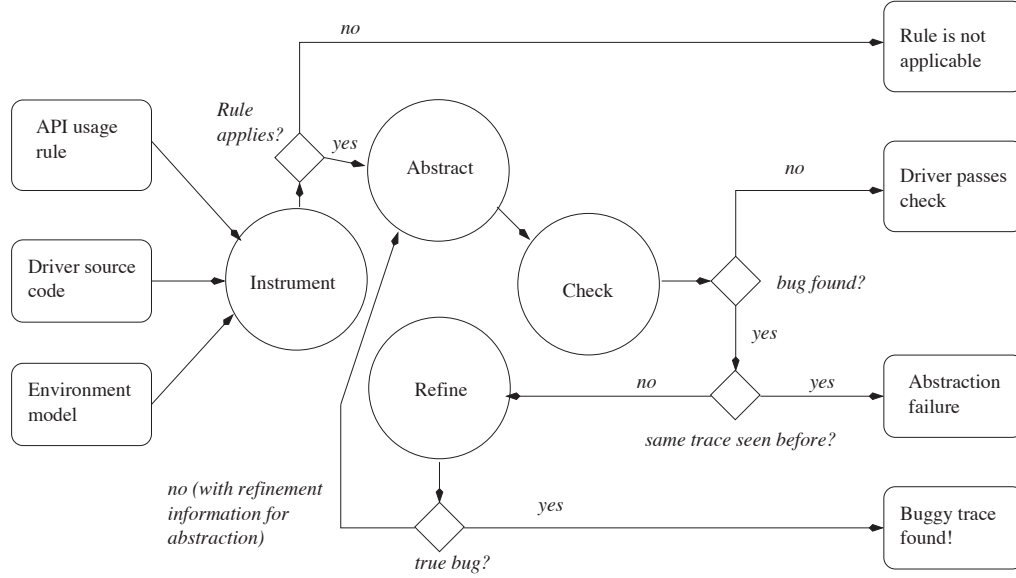 no
Rule is not
applicable
Rule
applies?
yes
API usage
rule
Abstract
no
Driver passes
check
Driver source
code
Instrument
Check
bug found?
yes
Environment
model
Refine
no
yes
Abstraction
failure
same trace seen before?
no (with refinement
information for
abstraction)
yes
Buggy trace
found!
true bug?